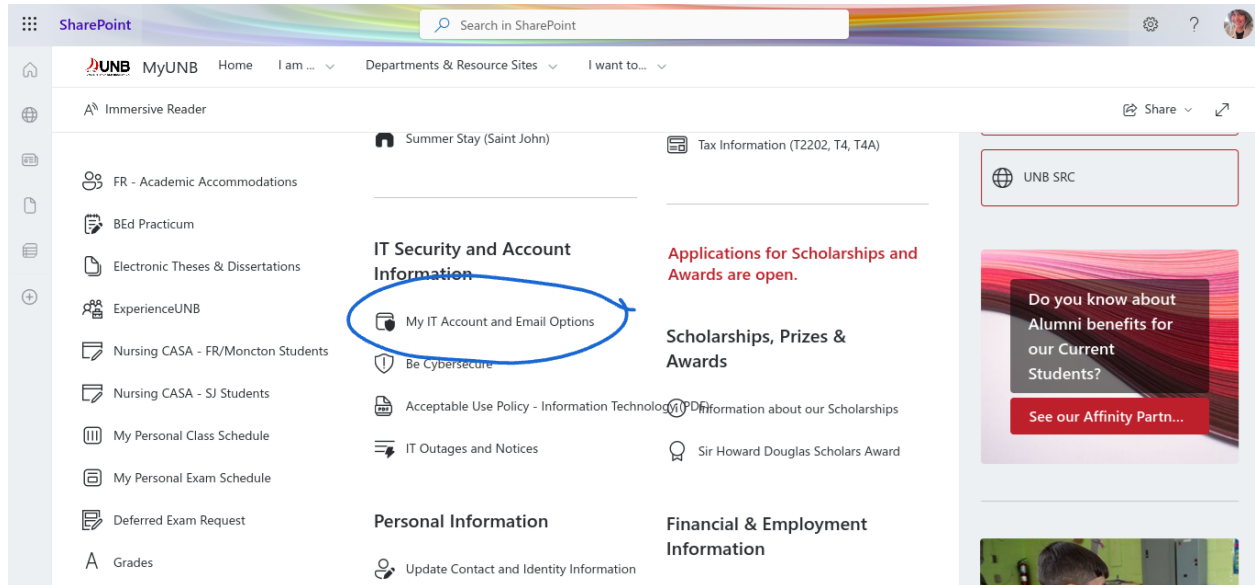 SharePoint
Search in SharePoint
?
UNB
MyUNB
Home
I am ...
Departments & Resource Sites
I want to...
Immersive Reader
Share
FR - Academic Accommodations
BEd Practicum
Electronic Theses & Dissertations
ExperienceUNB
Nursing CASA - FR/Moncton Students
Nursing CASA - SJ Students
My Personal Class Schedule
My Personal Exam Schedule
Deferred Exam Request
Grades
Summer Stay (Saint John)
IT Security and Account
Information
My IT Account and Email Options
Be Cybersecure
Acceptable Use Policy - Information Technology (PDF)
IT Outages and Notices
Personal Information
Update Contact and Identity Information
Tax Information (T2202, T4, T4A)
Applications for Scholarships and
Awards are open.
Scholarships, Prizes &
Awards
Information about our Scholarships
Sir Howard Douglas Scholars Award
Financial & Employment
Information
UNB SRC
Do you know about
Alumni benefits for
our Current
Students?
See our Affinity Partn...